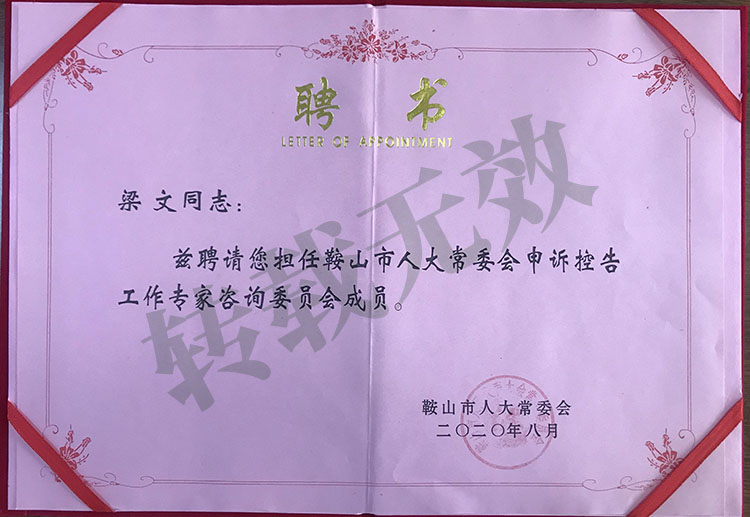 聘书
LETTER OF APPOINTMENT
梁文同志：
兹聘请您担任鞍山市人大常委会申诉控告
工作专家咨询委员会成员。
鞍山市人大常委会
二〇二〇年八月
转载无效